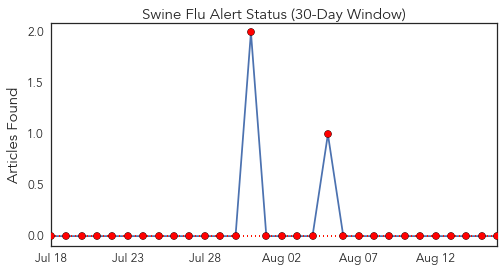 Swine Flu Alert Status (30-Day Window)
Articles Found
2.0
1.5
1.0
0.5
0.0
Jul 18 Jul 23 Jul 28 Aug 02 Aug 07 Aug 12